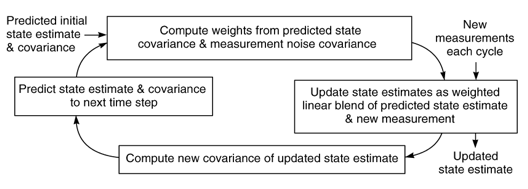 Predicted initial
state estimate
& covariance
Compute weights from predicted state
covariance & measurement noise covariance
New
measurements
each cycle
Predict state estimate & covariance
to next time step
Update state estimates as weighted
linear blend of predicted state estimate
& new measurement
Compute new covariance of updated state estimate
Updated
state estimate